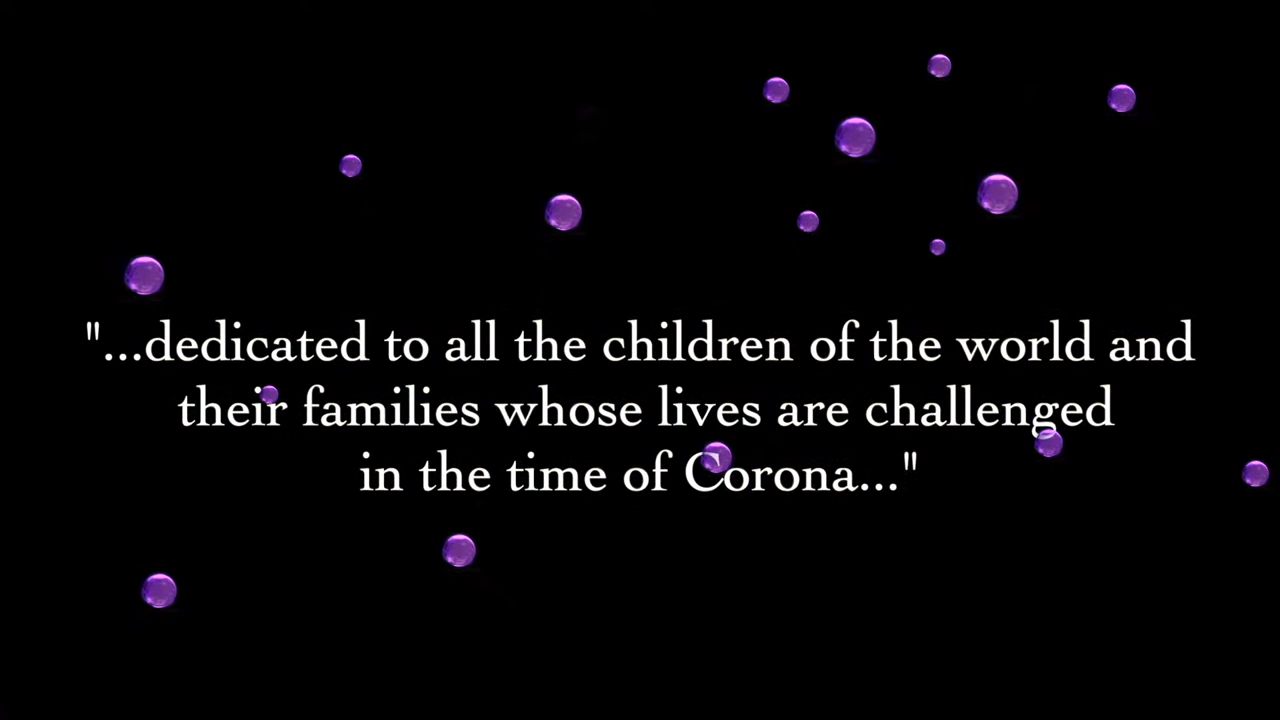 "...dedicated to all the children of the world and
their families whose lives are challenged
in the time of Corona..."